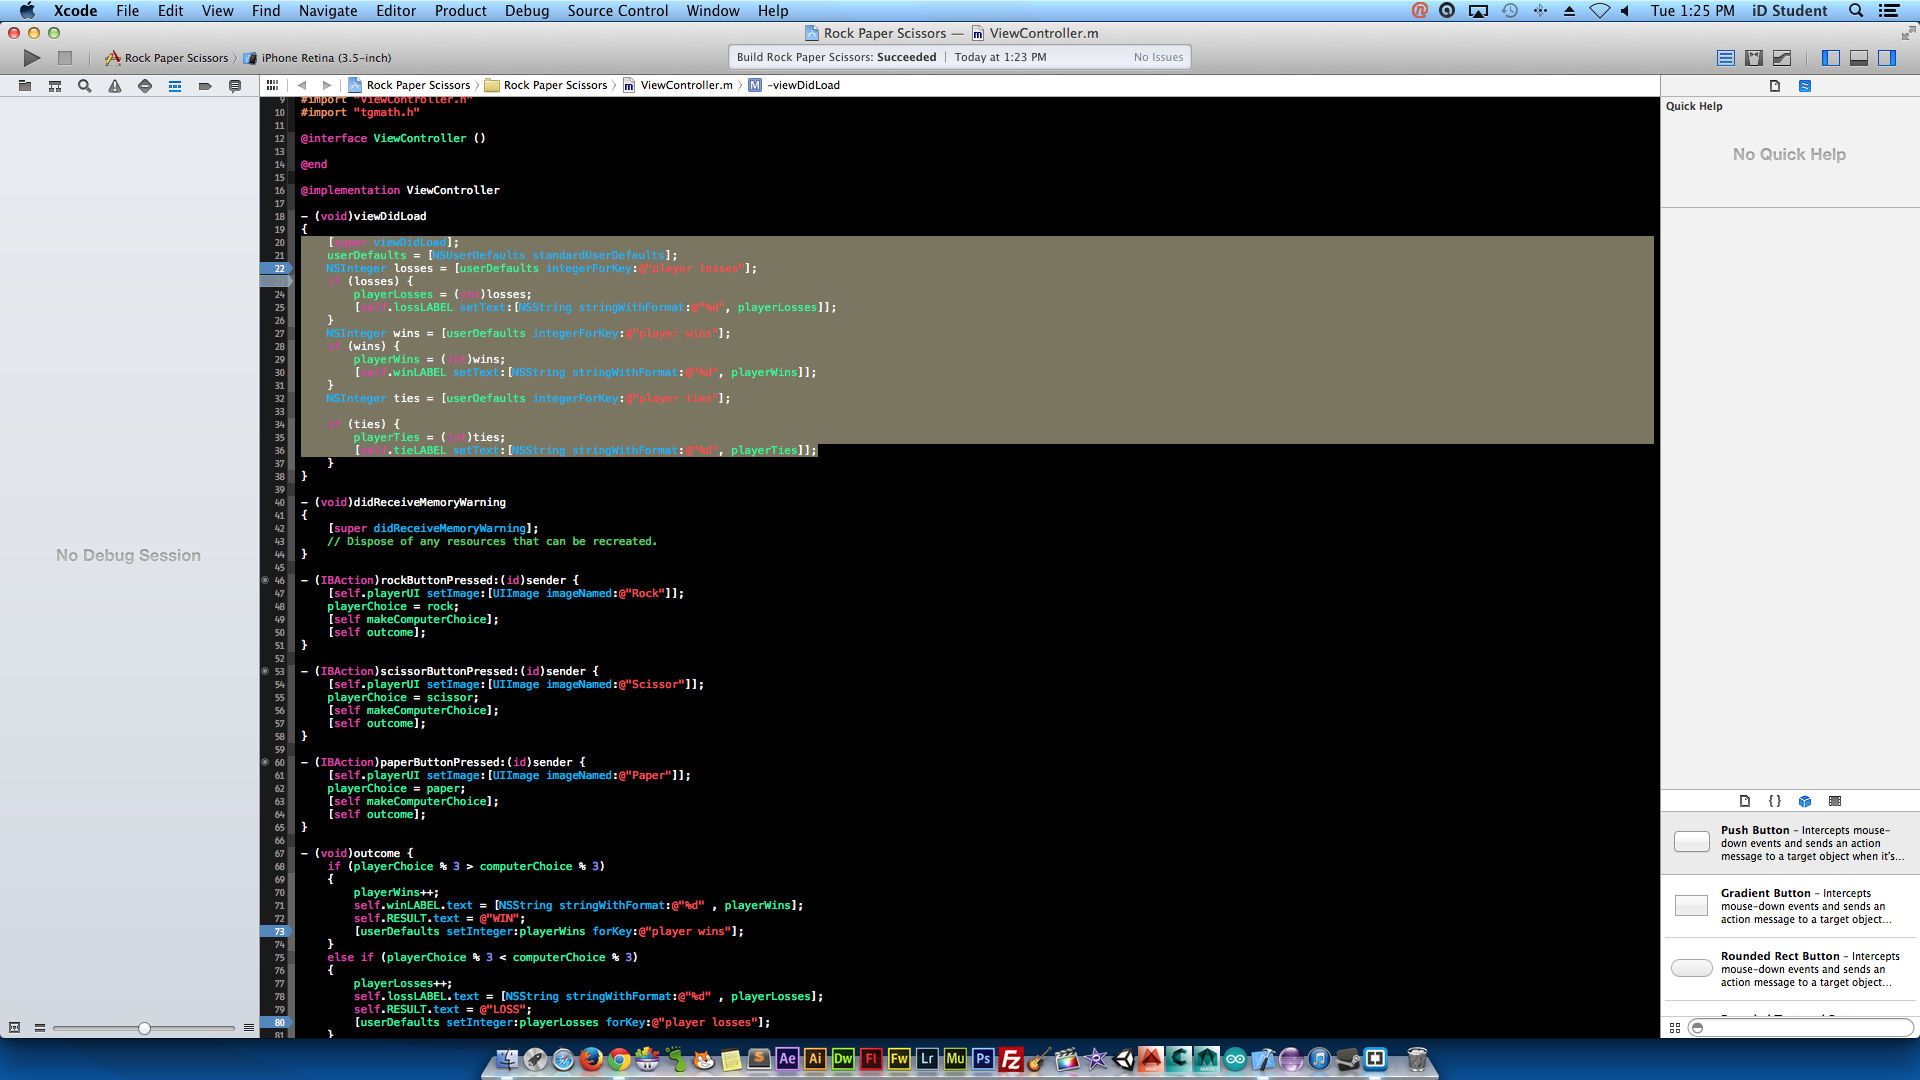 Xcode File Edit View Find Navigate Editor Product Debug Source Control Window Help Tue 1:25 PM iD Student
Rock Paper Scissors — ViewController.m
Rock Paper Scissors iPhone Retina (3.5-inch) Build Rock Paper Scissors: Succeeded Today at 1:23 PM No Issues
Rock Paper Scissors Rock Paper Scissors ViewController.m M -viewDidLoad
Quick Help
No Quick Help
No Debug Session
9 #import "ViewController.h"
10 #import "tgmath.h"
11
12 @interface ViewController ()
13
14 @end
15
16 @implementation ViewController
17
18 - (void)viewDidLoad
19 {
20 [super viewDidLoad];
21 userDefaults = [NSUserDefaults standardUserDefaults];
22 NSInteger losses = [userDefaults integerForKey:@"player losses"];
if (losses) {
24 playerLosses = (int)losses;
25 [self.lossLABEL setText:[NSString stringWithFormat:@"%d", playerLosses]];
26 }
27 NSInteger wins = [userDefaults integerForKey:@"player wins"];
28 if (wins) {
29 playerWins = (int)wins;
30 [self.winLABEL setText:[NSString stringWithFormat:@"%d", playerWins]];
31 }
32 NSInteger ties = [userDefaults integerForKey:@"player ties"];
33
34 if (ties) {
35 playerTies = (int)ties;
36 [self.tieLABEL setText:[NSString stringWithFormat:@"%d", playerTies]];
37 }
38 }
39
40 - (void)didReceiveMemoryWarning
41 {
42 [super didReceiveMemoryWarning];
43 // Dispose of any resources that can be recreated.
44 }
45
46 - (IBAction)rockButtonPressed:(id)sender {
47 [self.playerUI setImage:[UIImage imageNamed:@"Rock"]];
48 playerChoice = rock;
49 [self makeComputerChoice];
50 [self outcome];
51 }
52
53 - (IBAction)scissorButtonPressed:(id)sender {
54 [self.playerUI setImage:[UIImage imageNamed:@"Scissor"]];
55 playerChoice = scissor;
56 [self makeComputerChoice];
57 [self outcome];
58 }
59
60 - (IBAction)paperButtonPressed:(id)sender {
61 [self.playerUI setImage:[UIImage imageNamed:@"Paper"]];
62 playerChoice = paper;
63 [self makeComputerChoice];
64 [self outcome];
65 }
66
67 - (void)outcome {
68 if (playerChoice % 3 > computerChoice % 3)
69 {
70 playerWins++;
71 self.winLABEL.text = [NSString stringWithFormat:@"%d" , playerWins];
72 self.RESULT.text = @"WIN";
73 [userDefaults setInteger:playerWins forKey:@"player wins"];
74 }
75 else if (playerChoice % 3 < computerChoice % 3)
76 {
77 playerLosses++;
78 self.lossLABEL.text = [NSString stringWithFormat:@"%d" , playerLosses];
79 self.RESULT.text = @"LOSS";
80 [userDefaults setInteger:playerLosses forKey:@"player losses"];
81 }
{ }
Push Button - Intercepts mouse-
down events and sends an action
message to a target object when it's...
Gradient Button - Intercepts
mouse-down events and sends an
action message to a target object...
Rounded Rect Button - Intercepts
mouse-down events and sends an
action message to a target object...
Ae Ai Dw Fl Fw Lr Mu Ps Fz